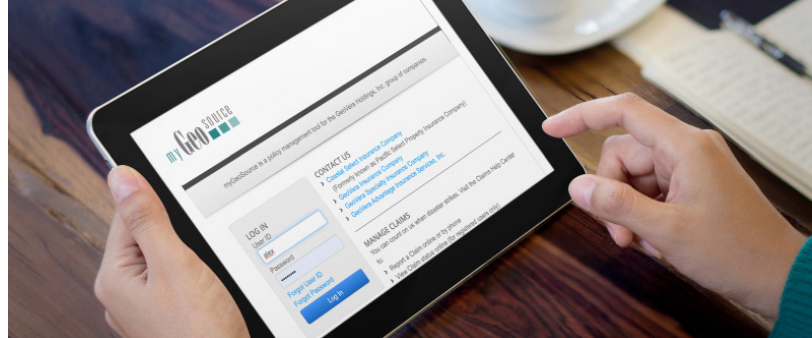 myGeosource
myGeoSource is a policy management tool for the GeoVera Holdings, Inc. group of companies.
LOG IN
User ID
alex
Password
••••••••
Forgot User ID
Forgot Password
Log In
CONTACT US
› Coastal Select Insurance Company
(Formerly known as Pacific Select Property Insurance Company)
› GeoVera Insurance Company
› GeoVera Specialty Insurance Company
› GeoVera Advantage Insurance Services, Inc.
MANAGE CLAIMS
You can count on us when disaster strikes. Visit the Claims Help Center
to:
› Report a Claim online or by phone
› View Claim status online (for registered users only)